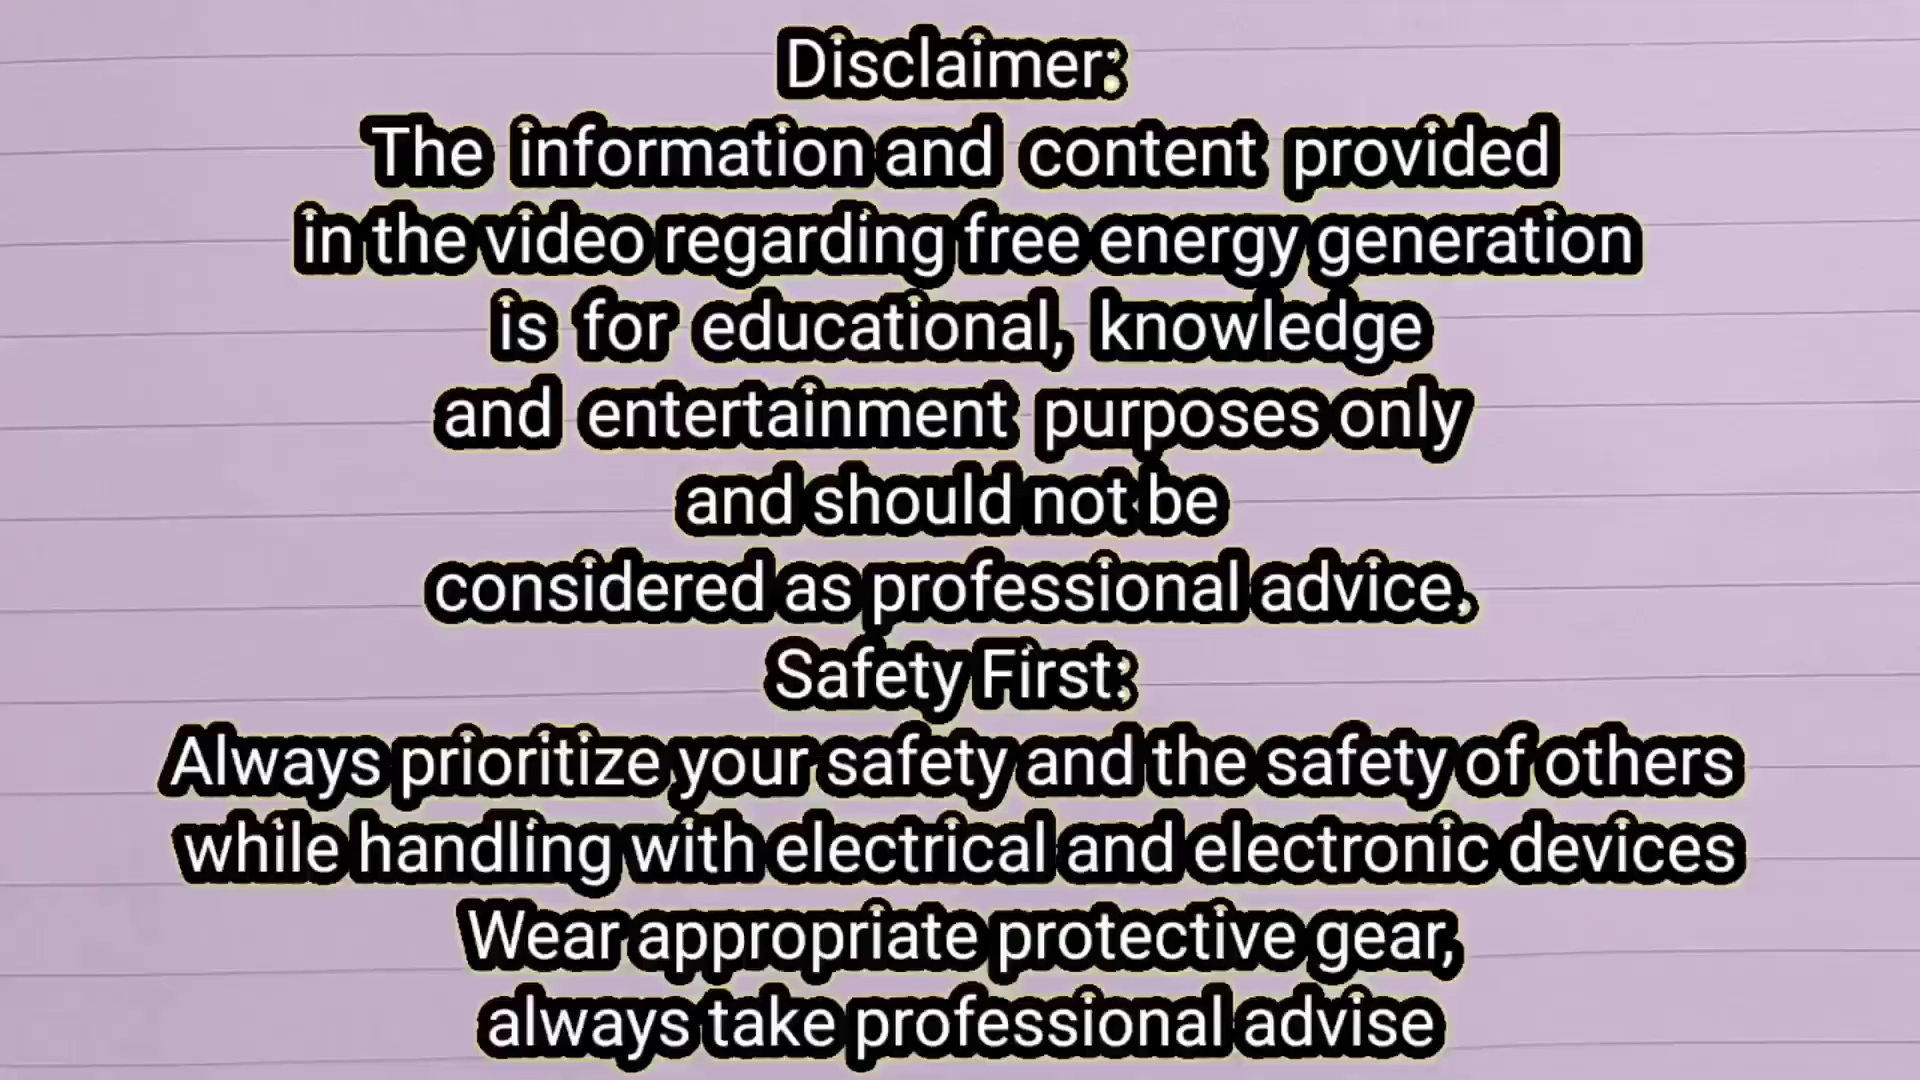 Disclaimer:
The information and content provided
in the video regarding free energy generation
is for educational, knowledge
and entertainment purposes only
and should not be
considered as professional advice.
Safety First:
Always prioritize your safety and the safety of others
while handling with electrical and electronic devices
Wear appropriate protective gear,
always take professional advise